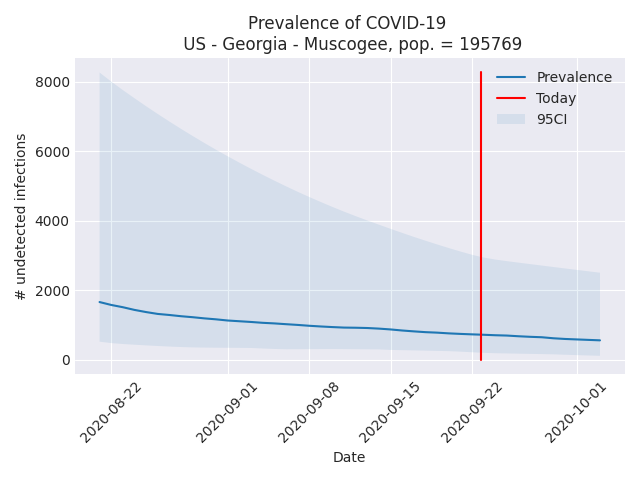 Prevalence of COVID-19
US - Georgia - Muscogee, pop. = 195769
Prevalence
Today
95CI
# undetected infections
8000
6000
4000
2000
0
2020-08-22
2020-09-01
2020-09-08
2020-09-15
2020-09-22
2020-10-01
Date